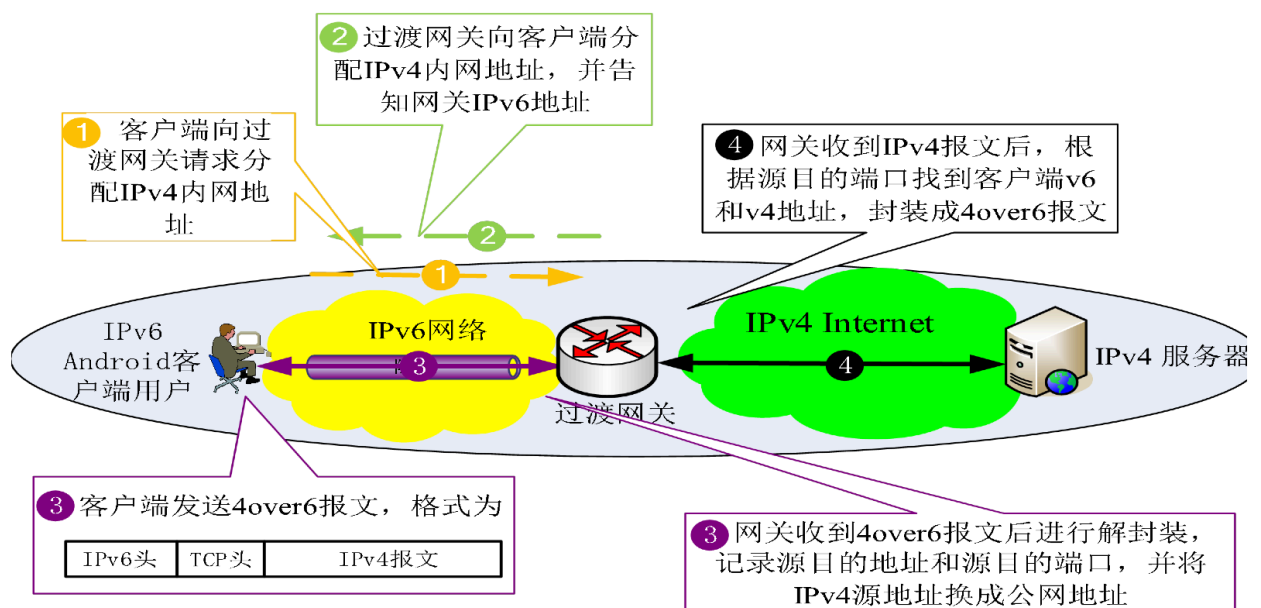 2 过渡网关向客户端分
配IPv4内网地址，并告
知网关IPv6地址
1 客户端向过
渡网关请求分
配IPv4内网地
址
4 网关收到IPv4报文后，根
据源目的端口找到客户端v6
和v4地址，封装成4over6报文
2
1
IPv6
Android客
户端用户
IPv6网络
3
过渡网关
IPv4 Internet
4
IPv4 服务器
3 客户端发送4over6报文，格式为
IPv6头 TCP头 IPv4报文
3 网关收到4over6报文后进行解封装，
记录源目的地址和源目的端口，并将
IPv4源地址换成公网地址